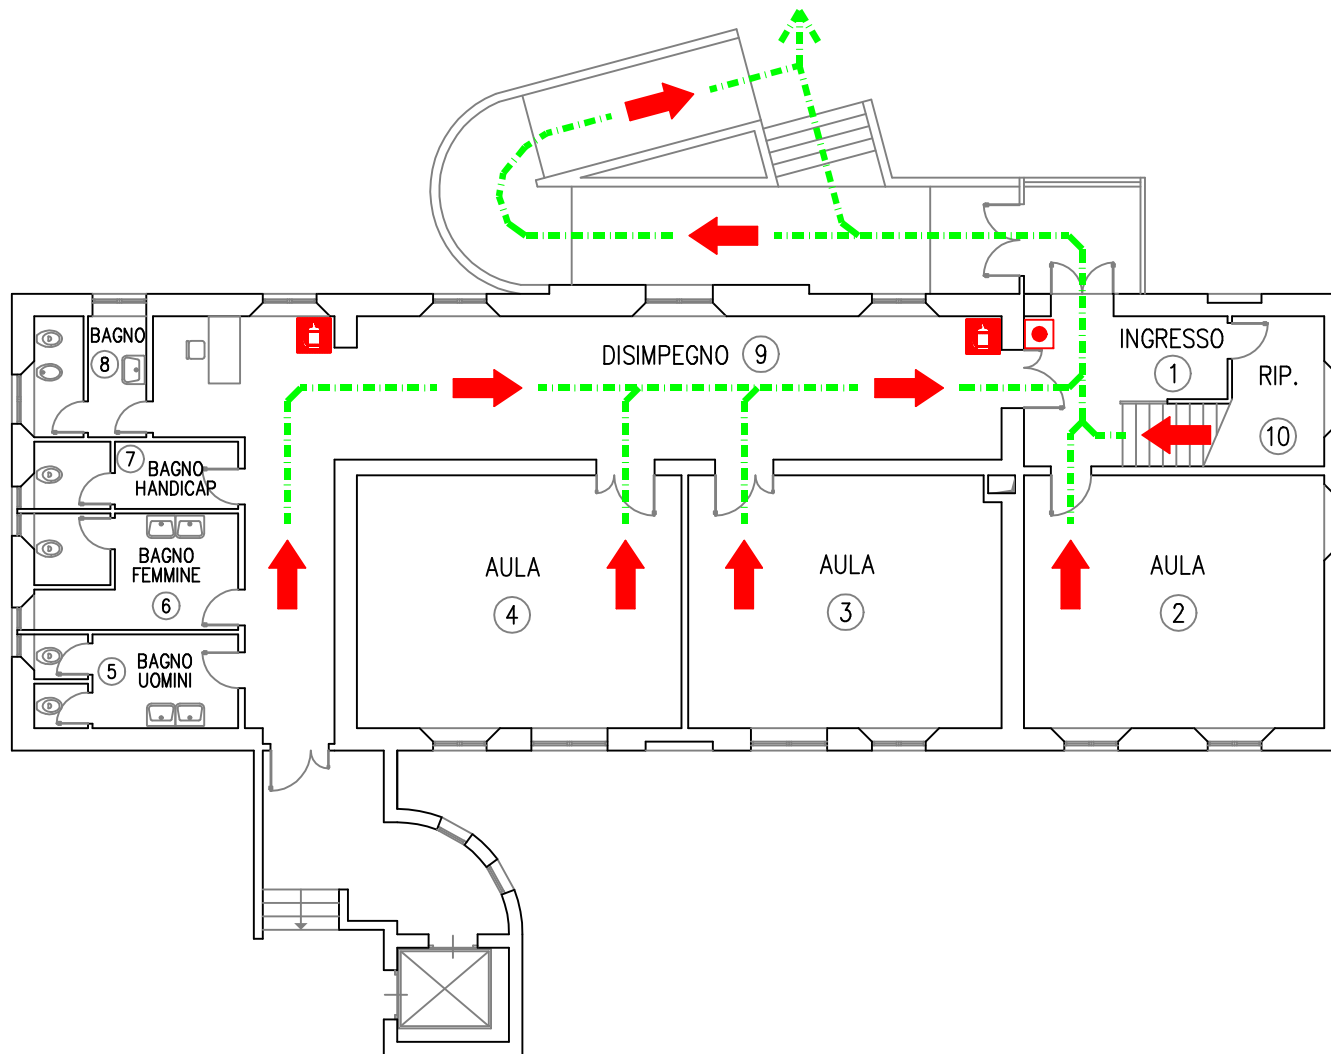 BAGNO
8
DISIMPEGNO 9
INGRESSO
1
RIP.
10
7
BAGNO
HANDICAP
BAGNO
FEMMINE
6
5
BAGNO
UOMINI
AULA
4
AULA
3
AULA
2